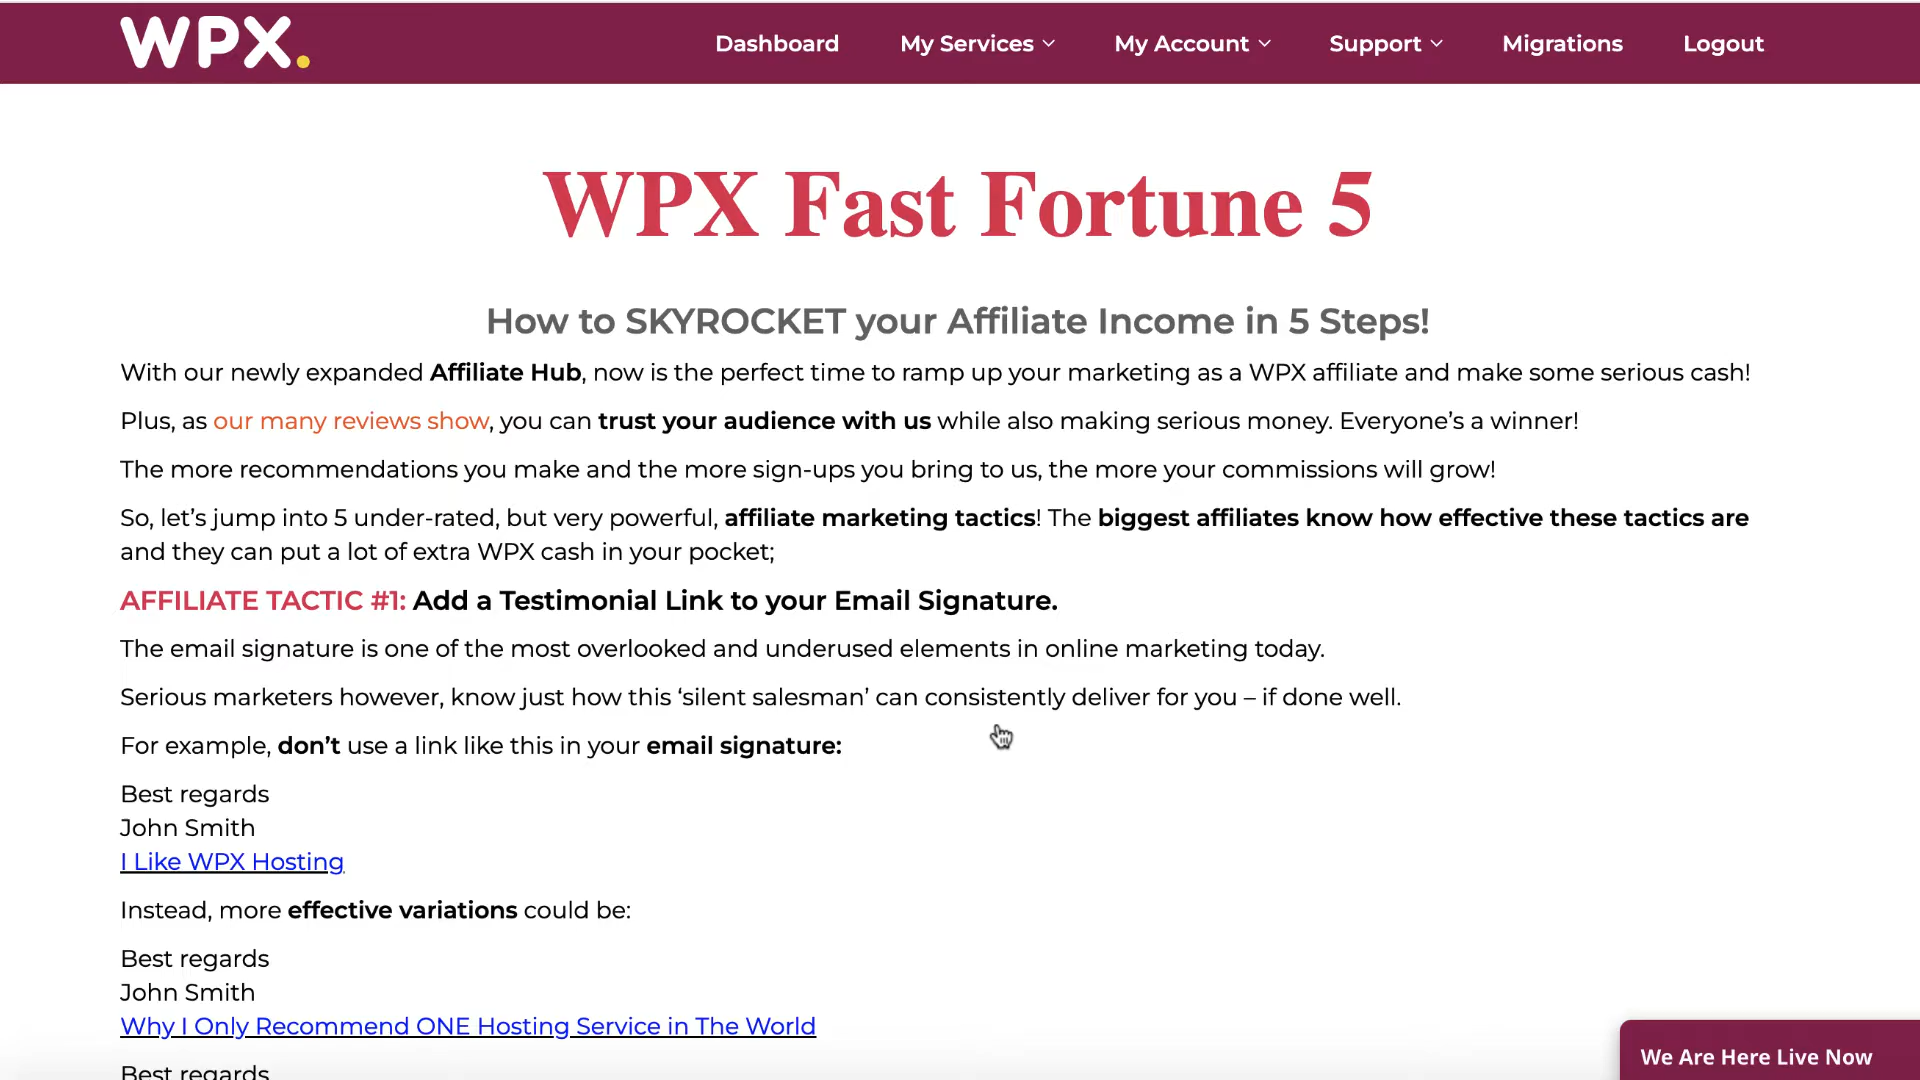 WPX.
Dashboard
My Services
My Account
Support
Migrations
Logout
WPX Fast Fortune 5
How to SKYROCKET your Affiliate Income in 5 Steps!
With our newly expanded Affiliate Hub, now is the perfect time to ramp up your marketing as a WPX affiliate and make some serious cash!
Plus, as our many reviews show, you can trust your audience with us while also making serious money. Everyone’s a winner!
The more recommendations you make and the more sign-ups you bring to us, the more your commissions will grow!
So, let’s jump into 5 under-rated, but very powerful, affiliate marketing tactics! The biggest affiliates know how effective these tactics are
and they can put a lot of extra WPX cash in your pocket;
AFFILIATE TACTIC #1: Add a Testimonial Link to your Email Signature.
The email signature is one of the most overlooked and underused elements in online marketing today.
Serious marketers however, know just how this ‘silent salesman’ can consistently deliver for you – if done well.
For example, don’t use a link like this in your email signature:
Best regards
John Smith
I Like WPX Hosting
Instead, more effective variations could be:
Best regards
John Smith
Why I Only Recommend ONE Hosting Service in The World
Best regards
We Are Here Live Now